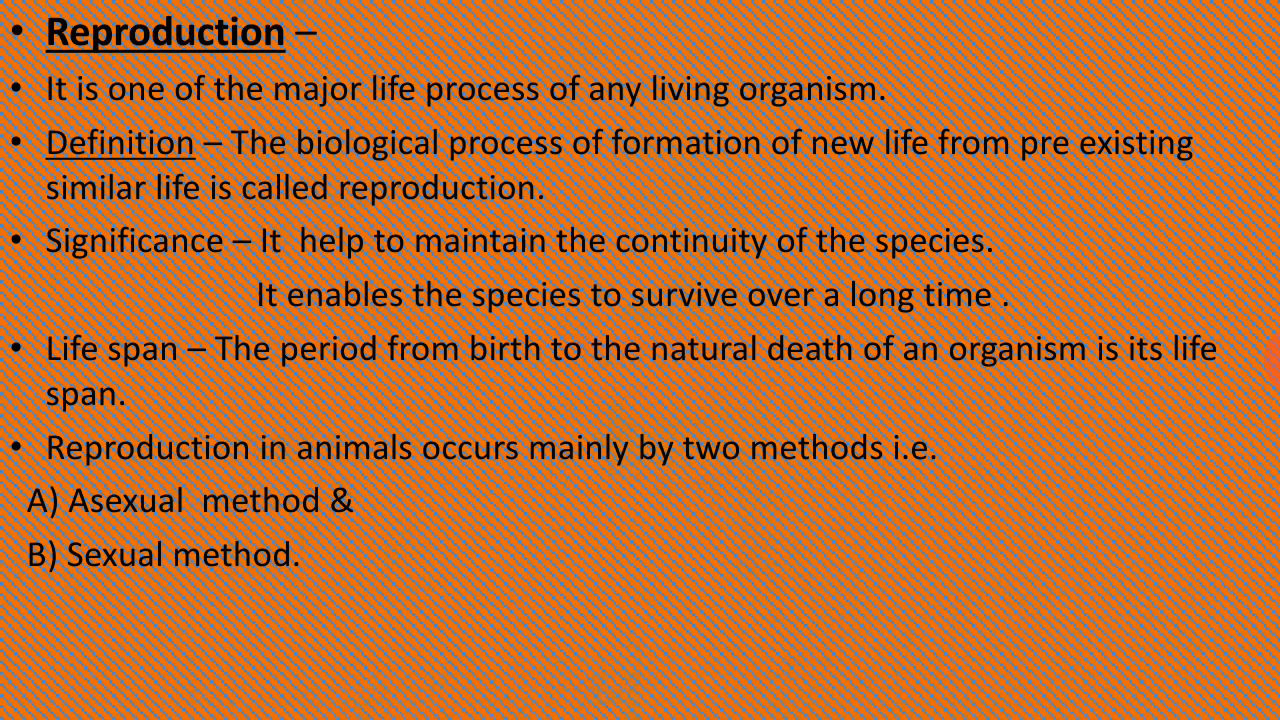 • Reproduction –
• It is one of the major life process of any living organism.
• Definition – The biological process of formation of new life from pre existing
similar life is called reproduction.
• Significance – It  help to maintain the continuity of the species.
It enables the species to survive over a long time .
• Life span – The period from birth to the natural death of an organism is its life
span.
• Reproduction in animals occurs mainly by two methods i.e.
A) Asexual  method &
B) Sexual method.